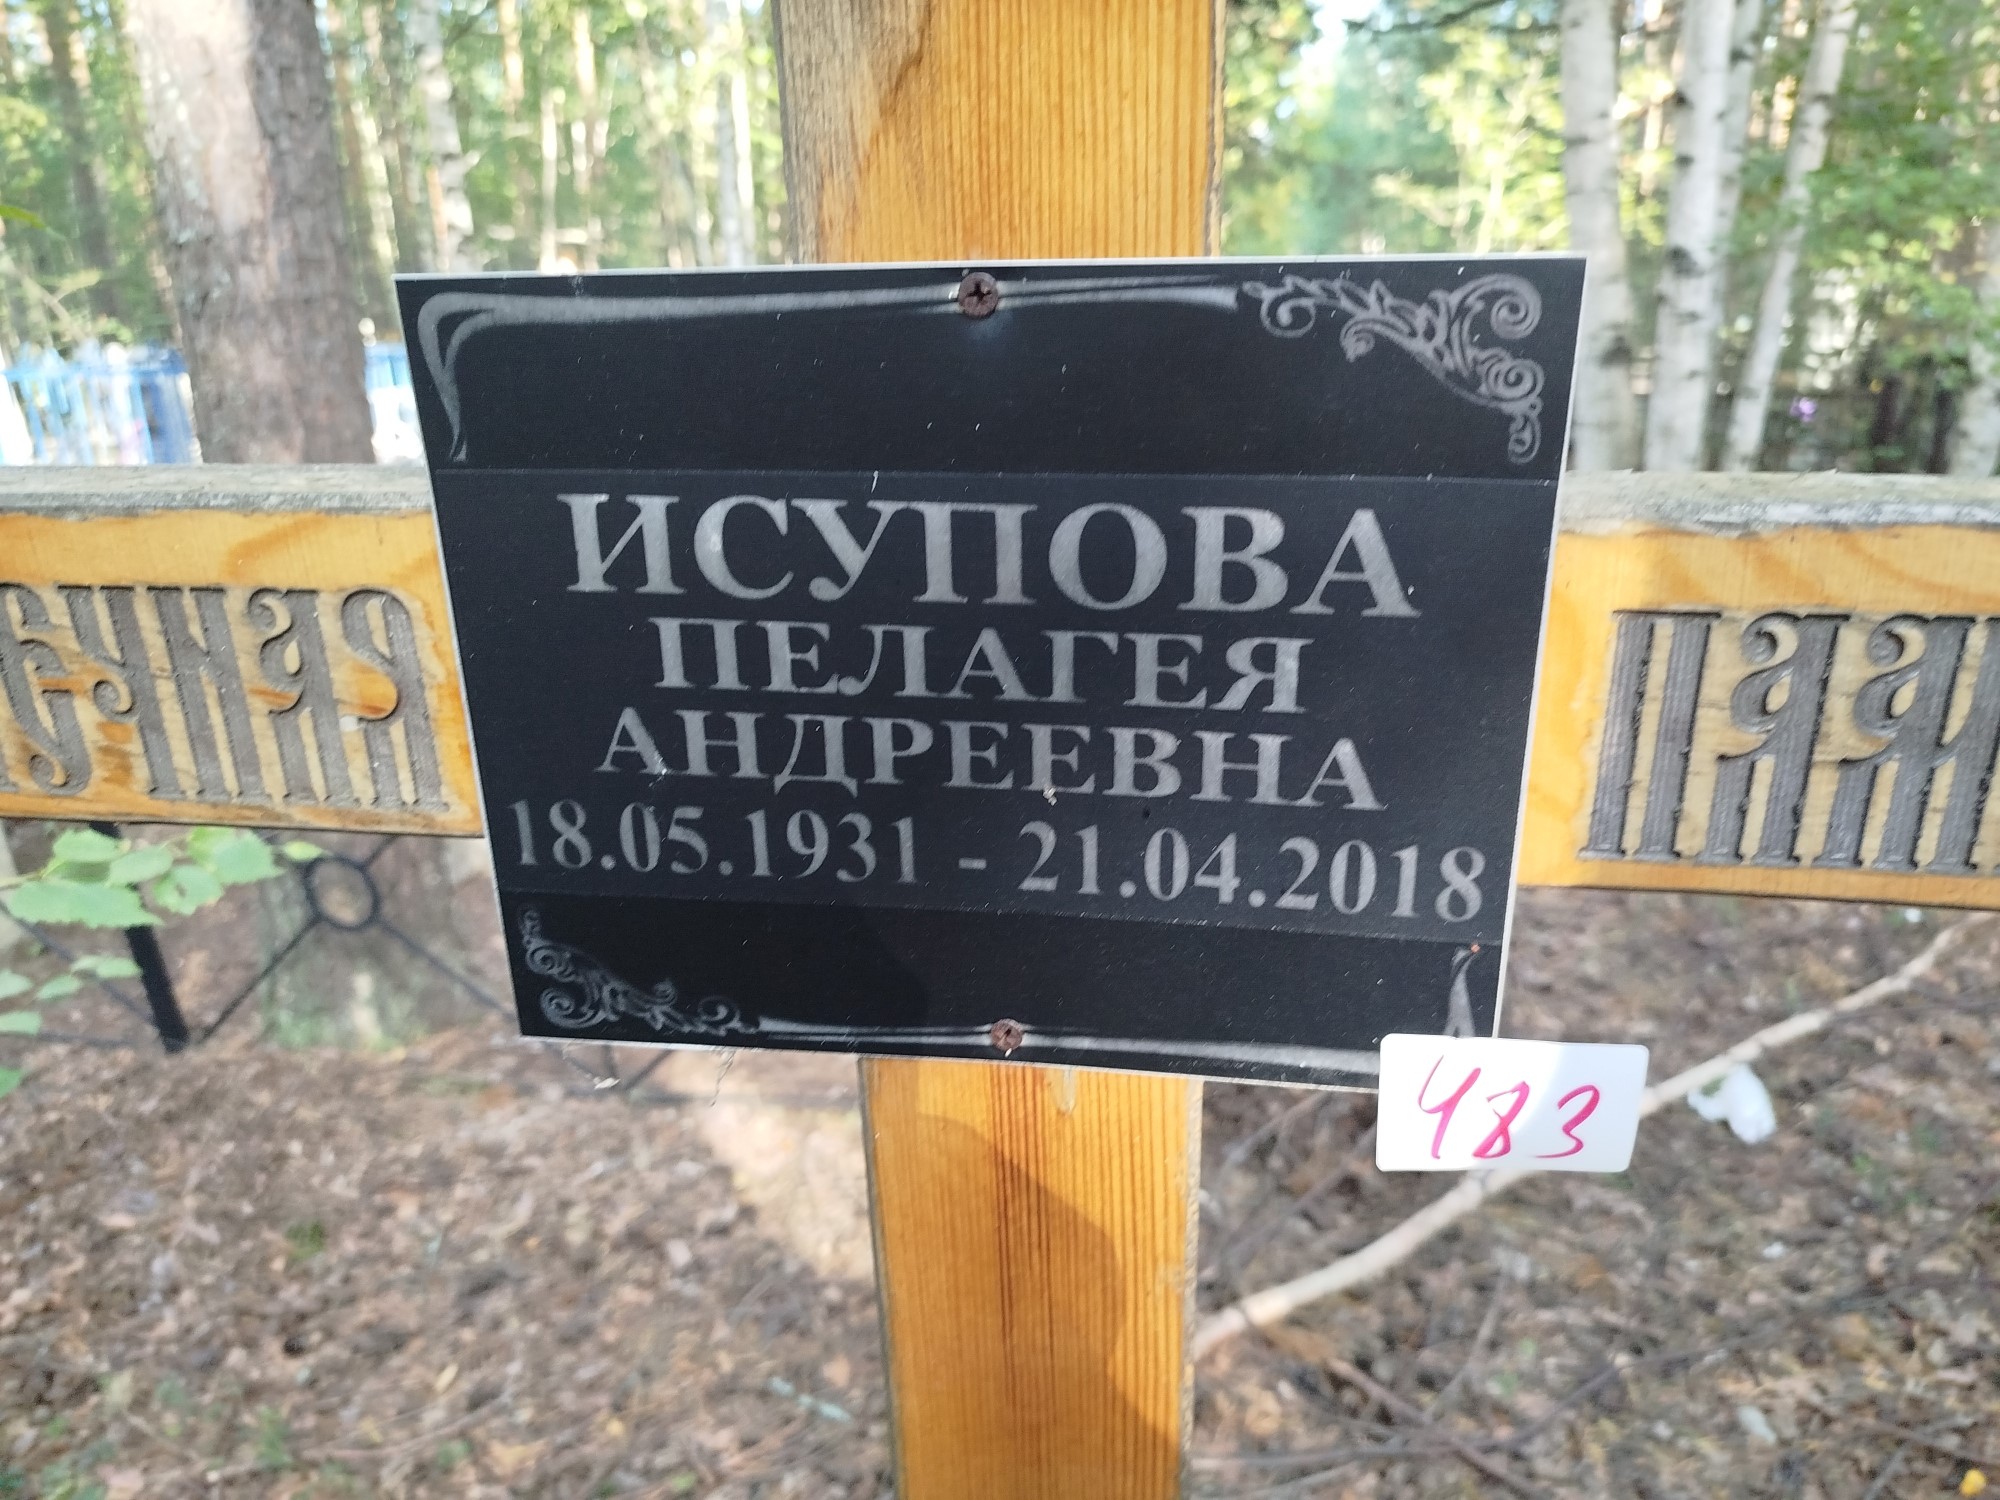 ИСУПОВА
ПЕЛАГЕЯ
АНДРЕЕВНА
18.05.1931 - 21.04.2018
483